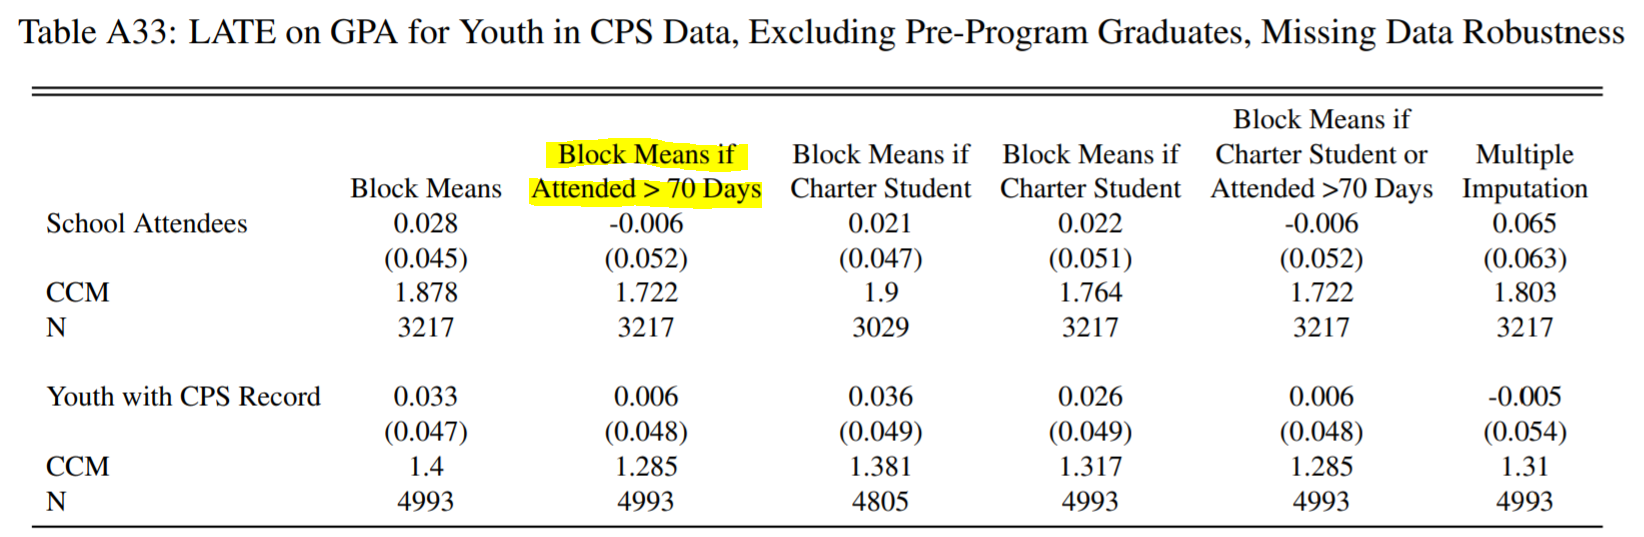 Table A33: LATE on GPA for Youth in CPS Data, Excluding Pre-Program Graduates, Missing Data Robustness
Block Means if
Block Means if Block Means if Block Means if Charter Student or Multiple
Block Means Attended > 70 Days Charter Student Charter Student Attended >70 Days Imputation
School Attendees 0.028 -0.006 0.021 0.022 -0.006 0.065
(0.045) (0.052) (0.047) (0.051) (0.052) (0.063)
CCM 1.878 1.722 1.9 1.764 1.722 1.803
N 3217 3217 3029 3217 3217 3217
Youth with CPS Record 0.033 0.006 0.036 0.026 0.006 -0.005
(0.047) (0.048) (0.049) (0.049) (0.048) (0.054)
CCM 1.4 1.285 1.381 1.317 1.285 1.31
N 4993 4993 4805 4993 4993 4993